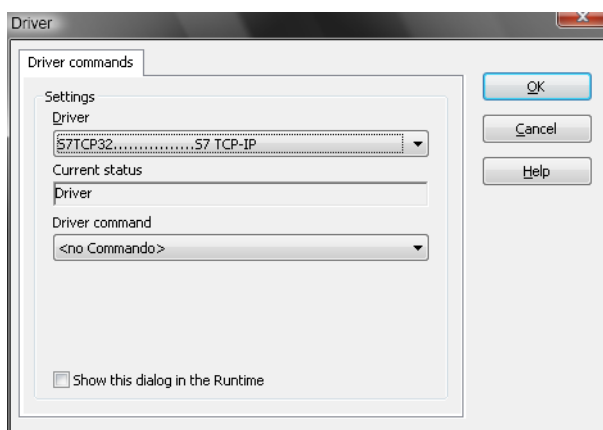 Driver
Driver commands
Settings
Driver
S7TCP32................S7 TCP-IP
Current status
Driver
Driver command
<no Commando>
Show this dialog in the Runtime
OK
Cancel
Help